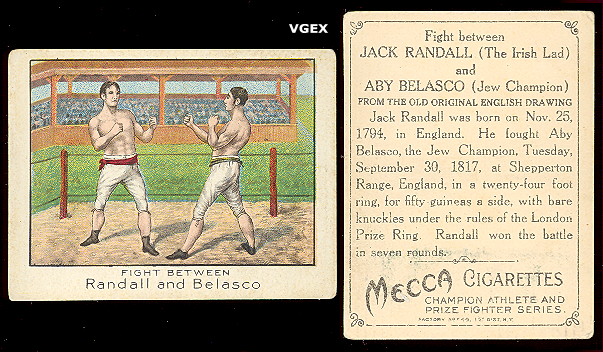 VGEX
FIGHT BETWEEN
Randall and Belasco
Fight between
JACK RANDALL (The Irish Lad)
and
ABY BELASCO (Jew Champion)
FROM THE OLD ORIGINAL ENGLISH DRAWING
Jack Randall was born on Nov. 25,
1794, in England. He fought Aby
Belasco, the Jew Champion, Tuesday,
September 30, 1817, at Shepperton
Range, England, in a twenty-four foot
ring, for fifty-guineas a side, with bare
knuckles under the rules of the London
Prize Ring. Randall won the battle
in seven rounds.
MECCA CIGARETTES
CHAMPION ATHLETE AND
PRIZE FIGHTER SERIES.
FACTORY
N.Y.